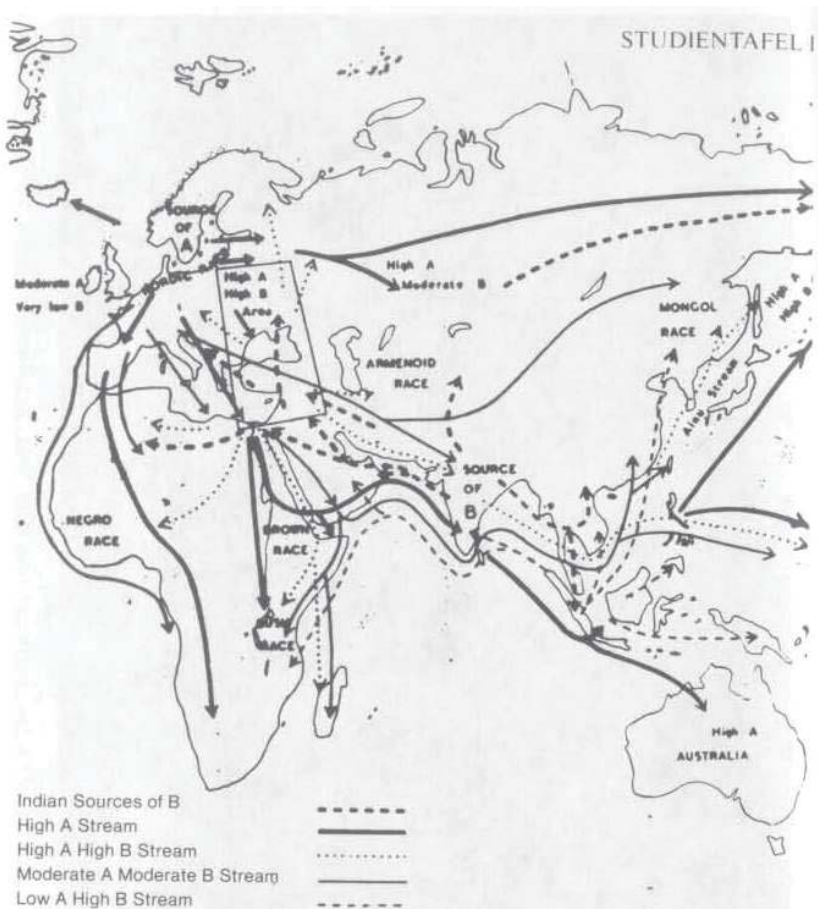 STUDIENTAFEL I
SOURCE
OF
A
NORDIC RACE
Moderate A
Very low B
High A
High B
Area
High A
Moderate B
MONGOL
RACE
High A
High B
ARMENOID
RACE
Ainu Stream
SOURCE
OF
B
NEGRO
RACE
BROWN
RACE
RACE
High A
AUSTRALIA
Indian Sources of B
High A Stream
High A High B Stream
Moderate A Moderate B Stream
Low A High B Stream